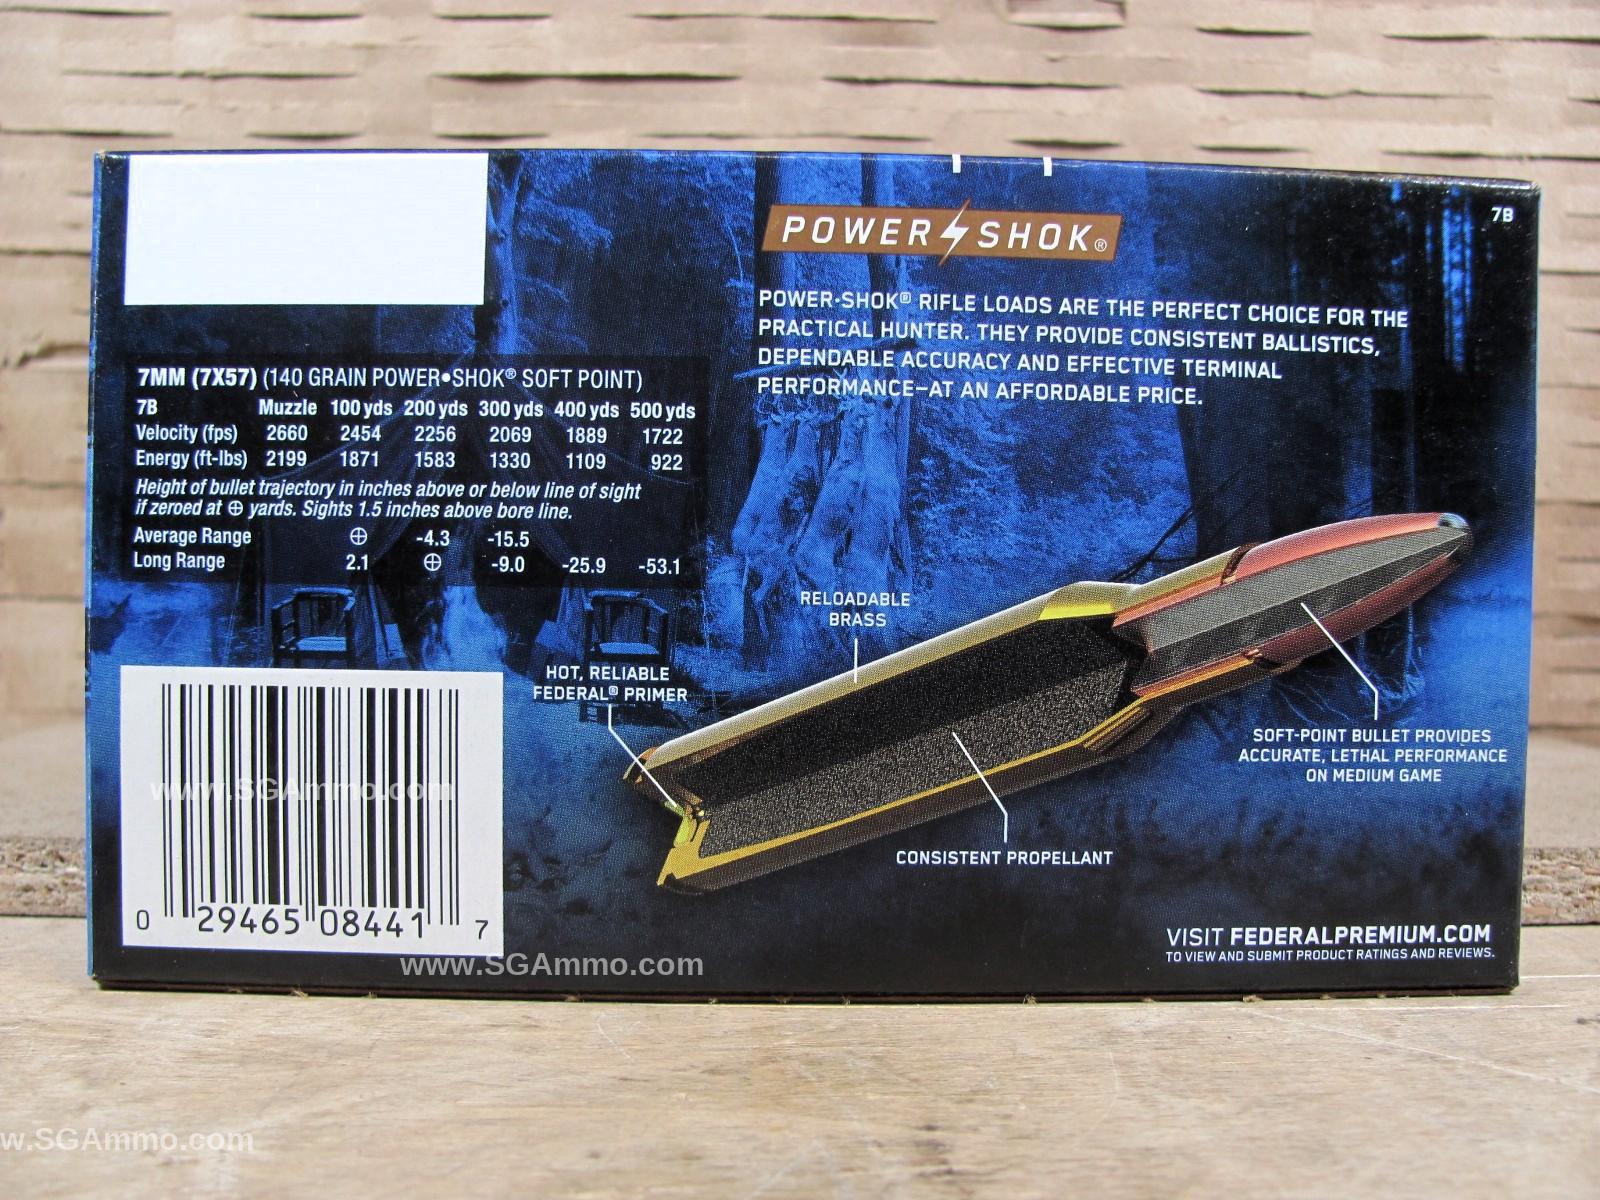 7B
POWER SHOK®
POWER•SHOK® RIFLE LOADS ARE THE PERFECT CHOICE FOR THE
PRACTICAL HUNTER. THEY PROVIDE CONSISTENT BALLISTICS,
DEPENDABLE ACCURACY AND EFFECTIVE TERMINAL
PERFORMANCE—AT AN AFFORDABLE PRICE.
7MM (7X57) (140 GRAIN POWER•SHOK® SOFT POINT)
7B Muzzle 100 yds 200 yds 300 yds 400 yds 500 yds
Velocity (fps) 2660 2454 2256 2069 1889 1722
Energy (ft-lbs) 2199 1871 1583 1330 1109 922
Height of bullet trajectory in inches above or below line of sight
if zeroed at ⊕ yards. Sights 1.5 inches above bore line.
Average Range ⊕ -4.3 -15.5
Long Range 2.1 ⊕ -9.0 -25.9 -53.1
RELOADABLE
BRASS
HOT, RELIABLE
FEDERAL® PRIMER
SOFT-POINT BULLET PROVIDES
ACCURATE, LETHAL PERFORMANCE
ON MEDIUM GAME
CONSISTENT PROPELLANT
www.SGAmmo.com
0 29465 08441 7
VISIT FEDERALPREMIUM.COM
TO VIEW AND SUBMIT PRODUCT RATINGS AND REVIEWS.
www.SGAmmo.com
w.SGAmmo.com